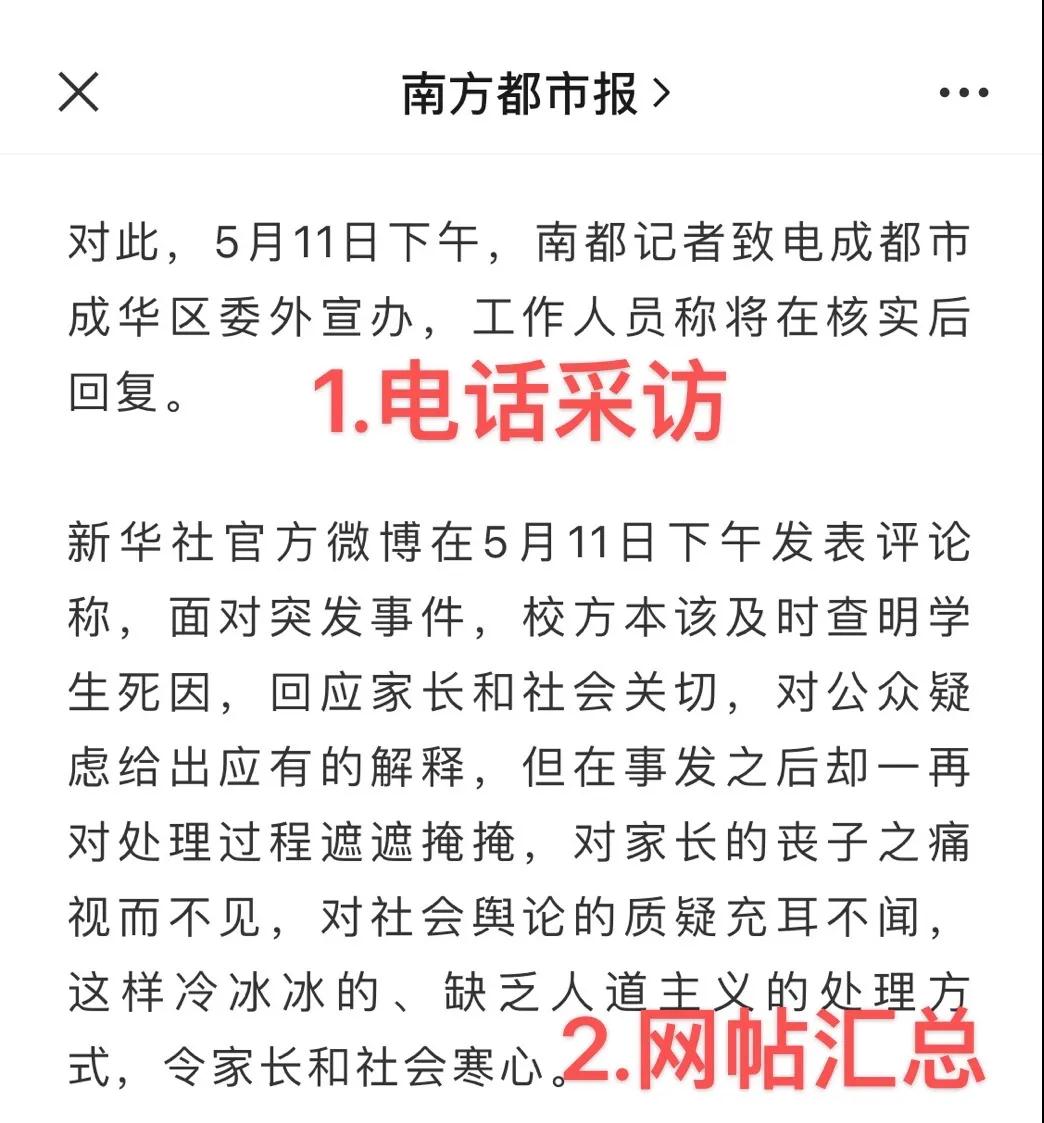 南方都市报
对此，5月11日下午，南都记者致电成都市
成华区委外宣办，工作人员称将在核实后
回复。
1.电话采访
新华社官方微博在5月11日下午发表评论
称，面对突发事件，校方本该及时查明学
生死因，回应家长和社会关切，对公众疑
虑给出应有的解释，但在事发之后却一再
对处理过程遮遮掩掩，对家长的丧子之痛
视而不见，对社会舆论的质疑充耳不闻，
这样冷冰冰的、缺乏人道主义的处理方
式，令家长和社会寒心。
2.网帖汇总